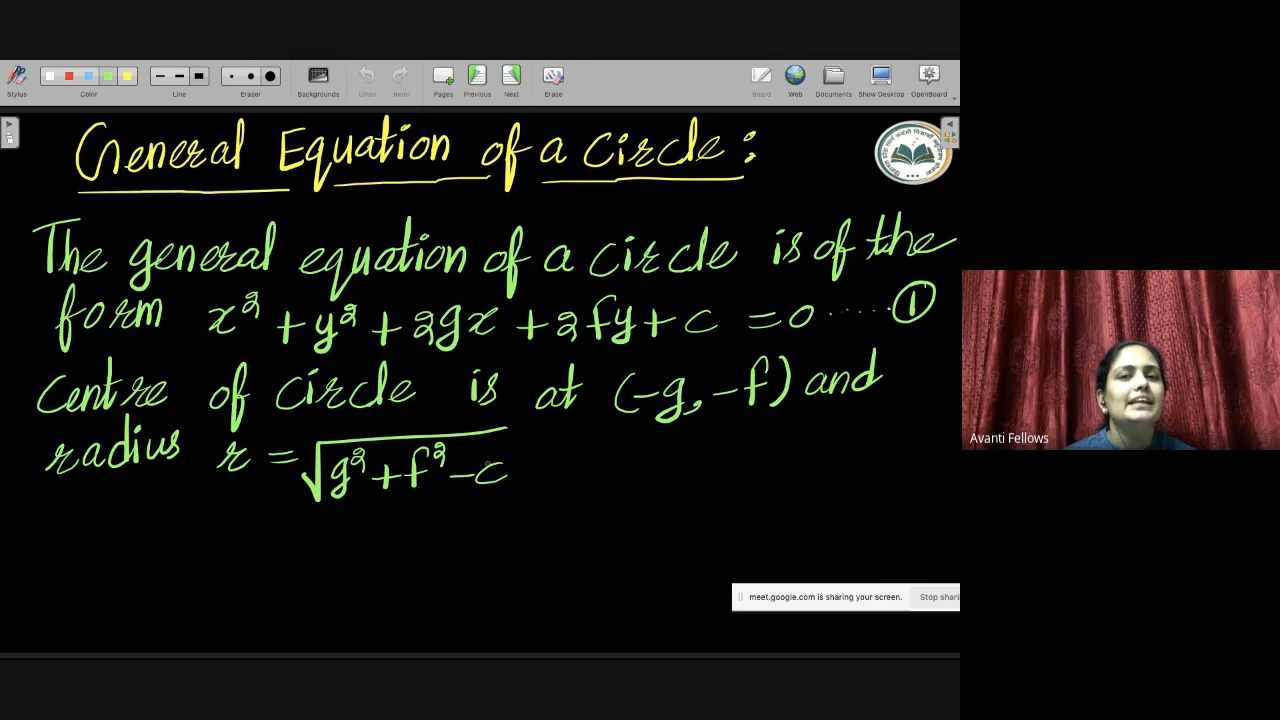 Stylus Color Line Eraser Backgrounds Undo Redo Pages Previous Next Erase Board Web Documents Show Desktop OpenBoard
General Equation of a circle:
The general equation of a circle is of the
form x² + y² + 2gx + 2fy + c = 0 ..... ①
centre of circle is at (-g, -f) and
radius r = √(g² + f² - c)
Avanti Fellows
meet.google.com is sharing your screen. Stop shari